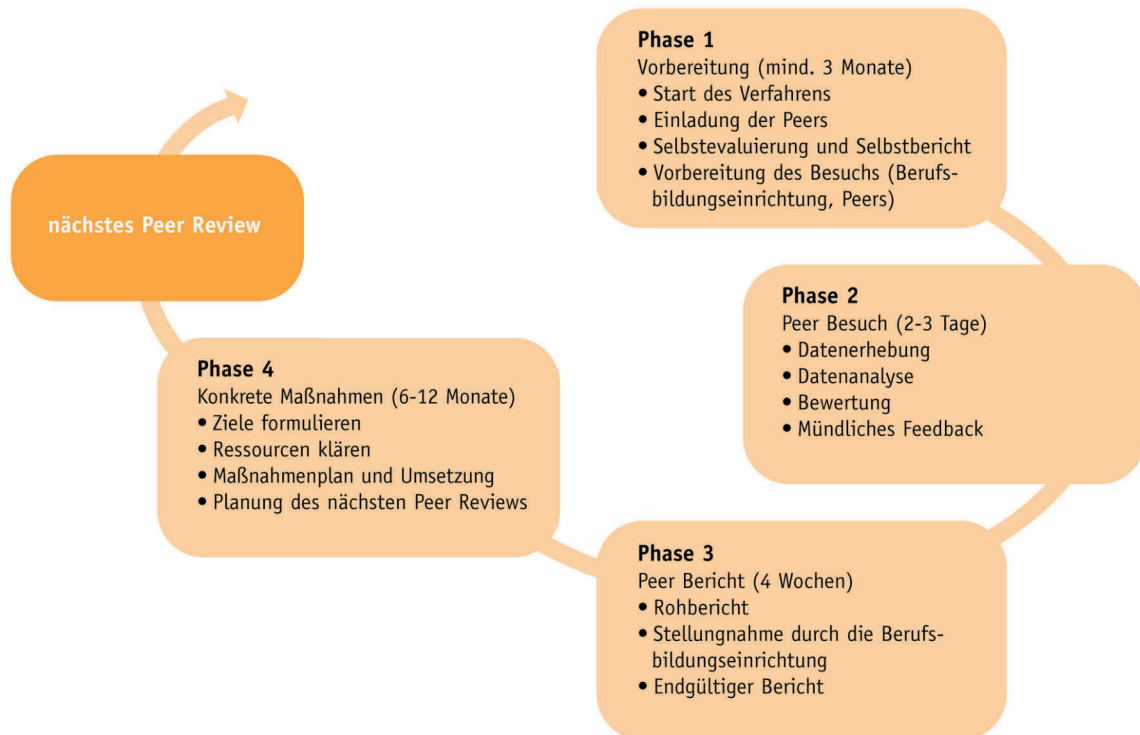 Phase 1
Vorbereitung (mind. 3 Monate)
• Start des Verfahrens
• Einladung der Peers
• Selbstevaluierung und Selbstbericht
• Vorbereitung des Besuchs (Berufs-
bildungseinrichtung, Peers)
nächstes Peer Review
Phase 2
Peer Besuch (2-3 Tage)
• Datenerhebung
• Datenanalyse
• Bewertung
• Mündliches Feedback
Phase 4
Konkrete Maßnahmen (6-12 Monate)
• Ziele formulieren
• Ressourcen klären
• Maßnahmenplan und Umsetzung
• Planung des nächsten Peer Reviews
Phase 3
Peer Bericht (4 Wochen)
• Rohbericht
• Stellungnahme durch die Berufs-
bildungseinrichtung
• Endgültiger Bericht